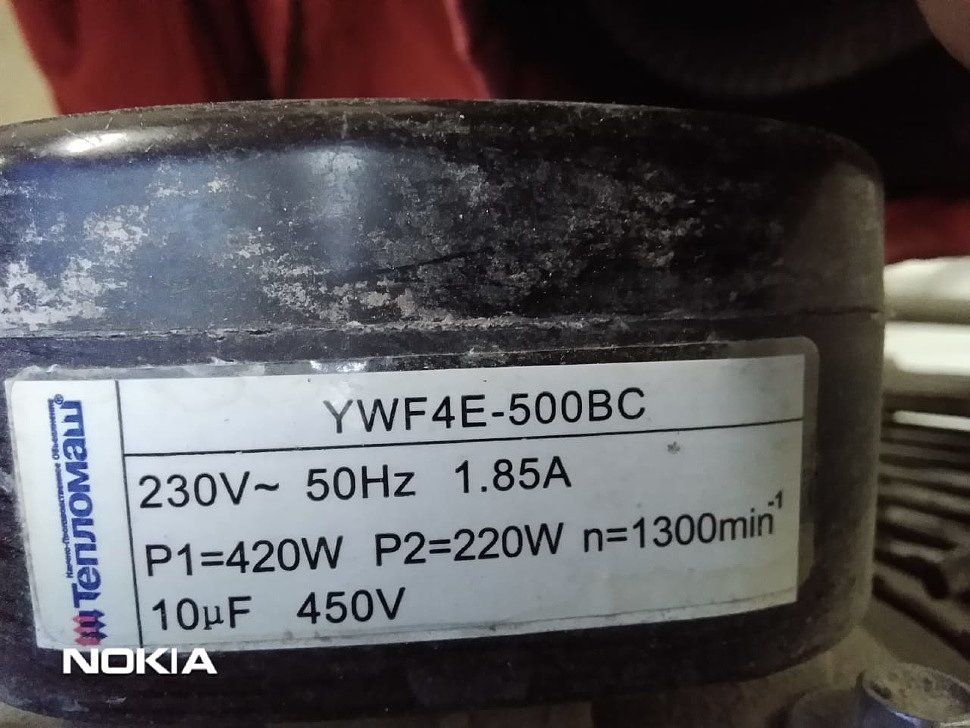 YWF4E-500BC
230V~ 50Hz 1.85A
P1=420W P2=220W n=1300min-1
10µF 450V
Тепломаш®
NOKIA